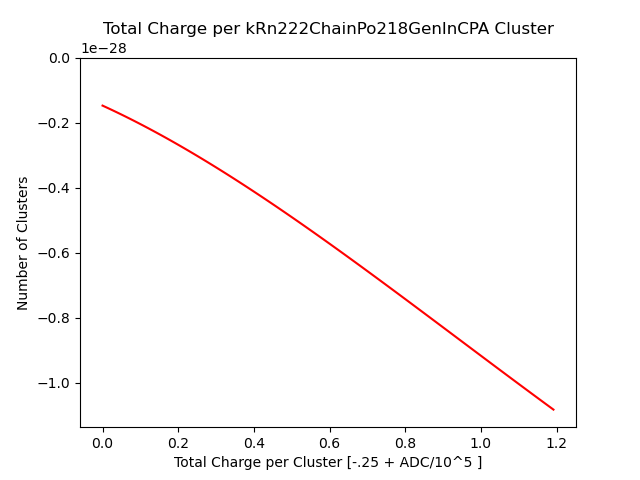 Total Charge per kRn222ChainPo218GenInCPA Cluster
1e−28
0.0
−0.2
−0.4
−0.6
−0.8
−1.0
Number of Clusters
0.0 0.2 0.4 0.6 0.8 1.0 1.2
Total Charge per Cluster [-.25 + ADC/10^5 ]